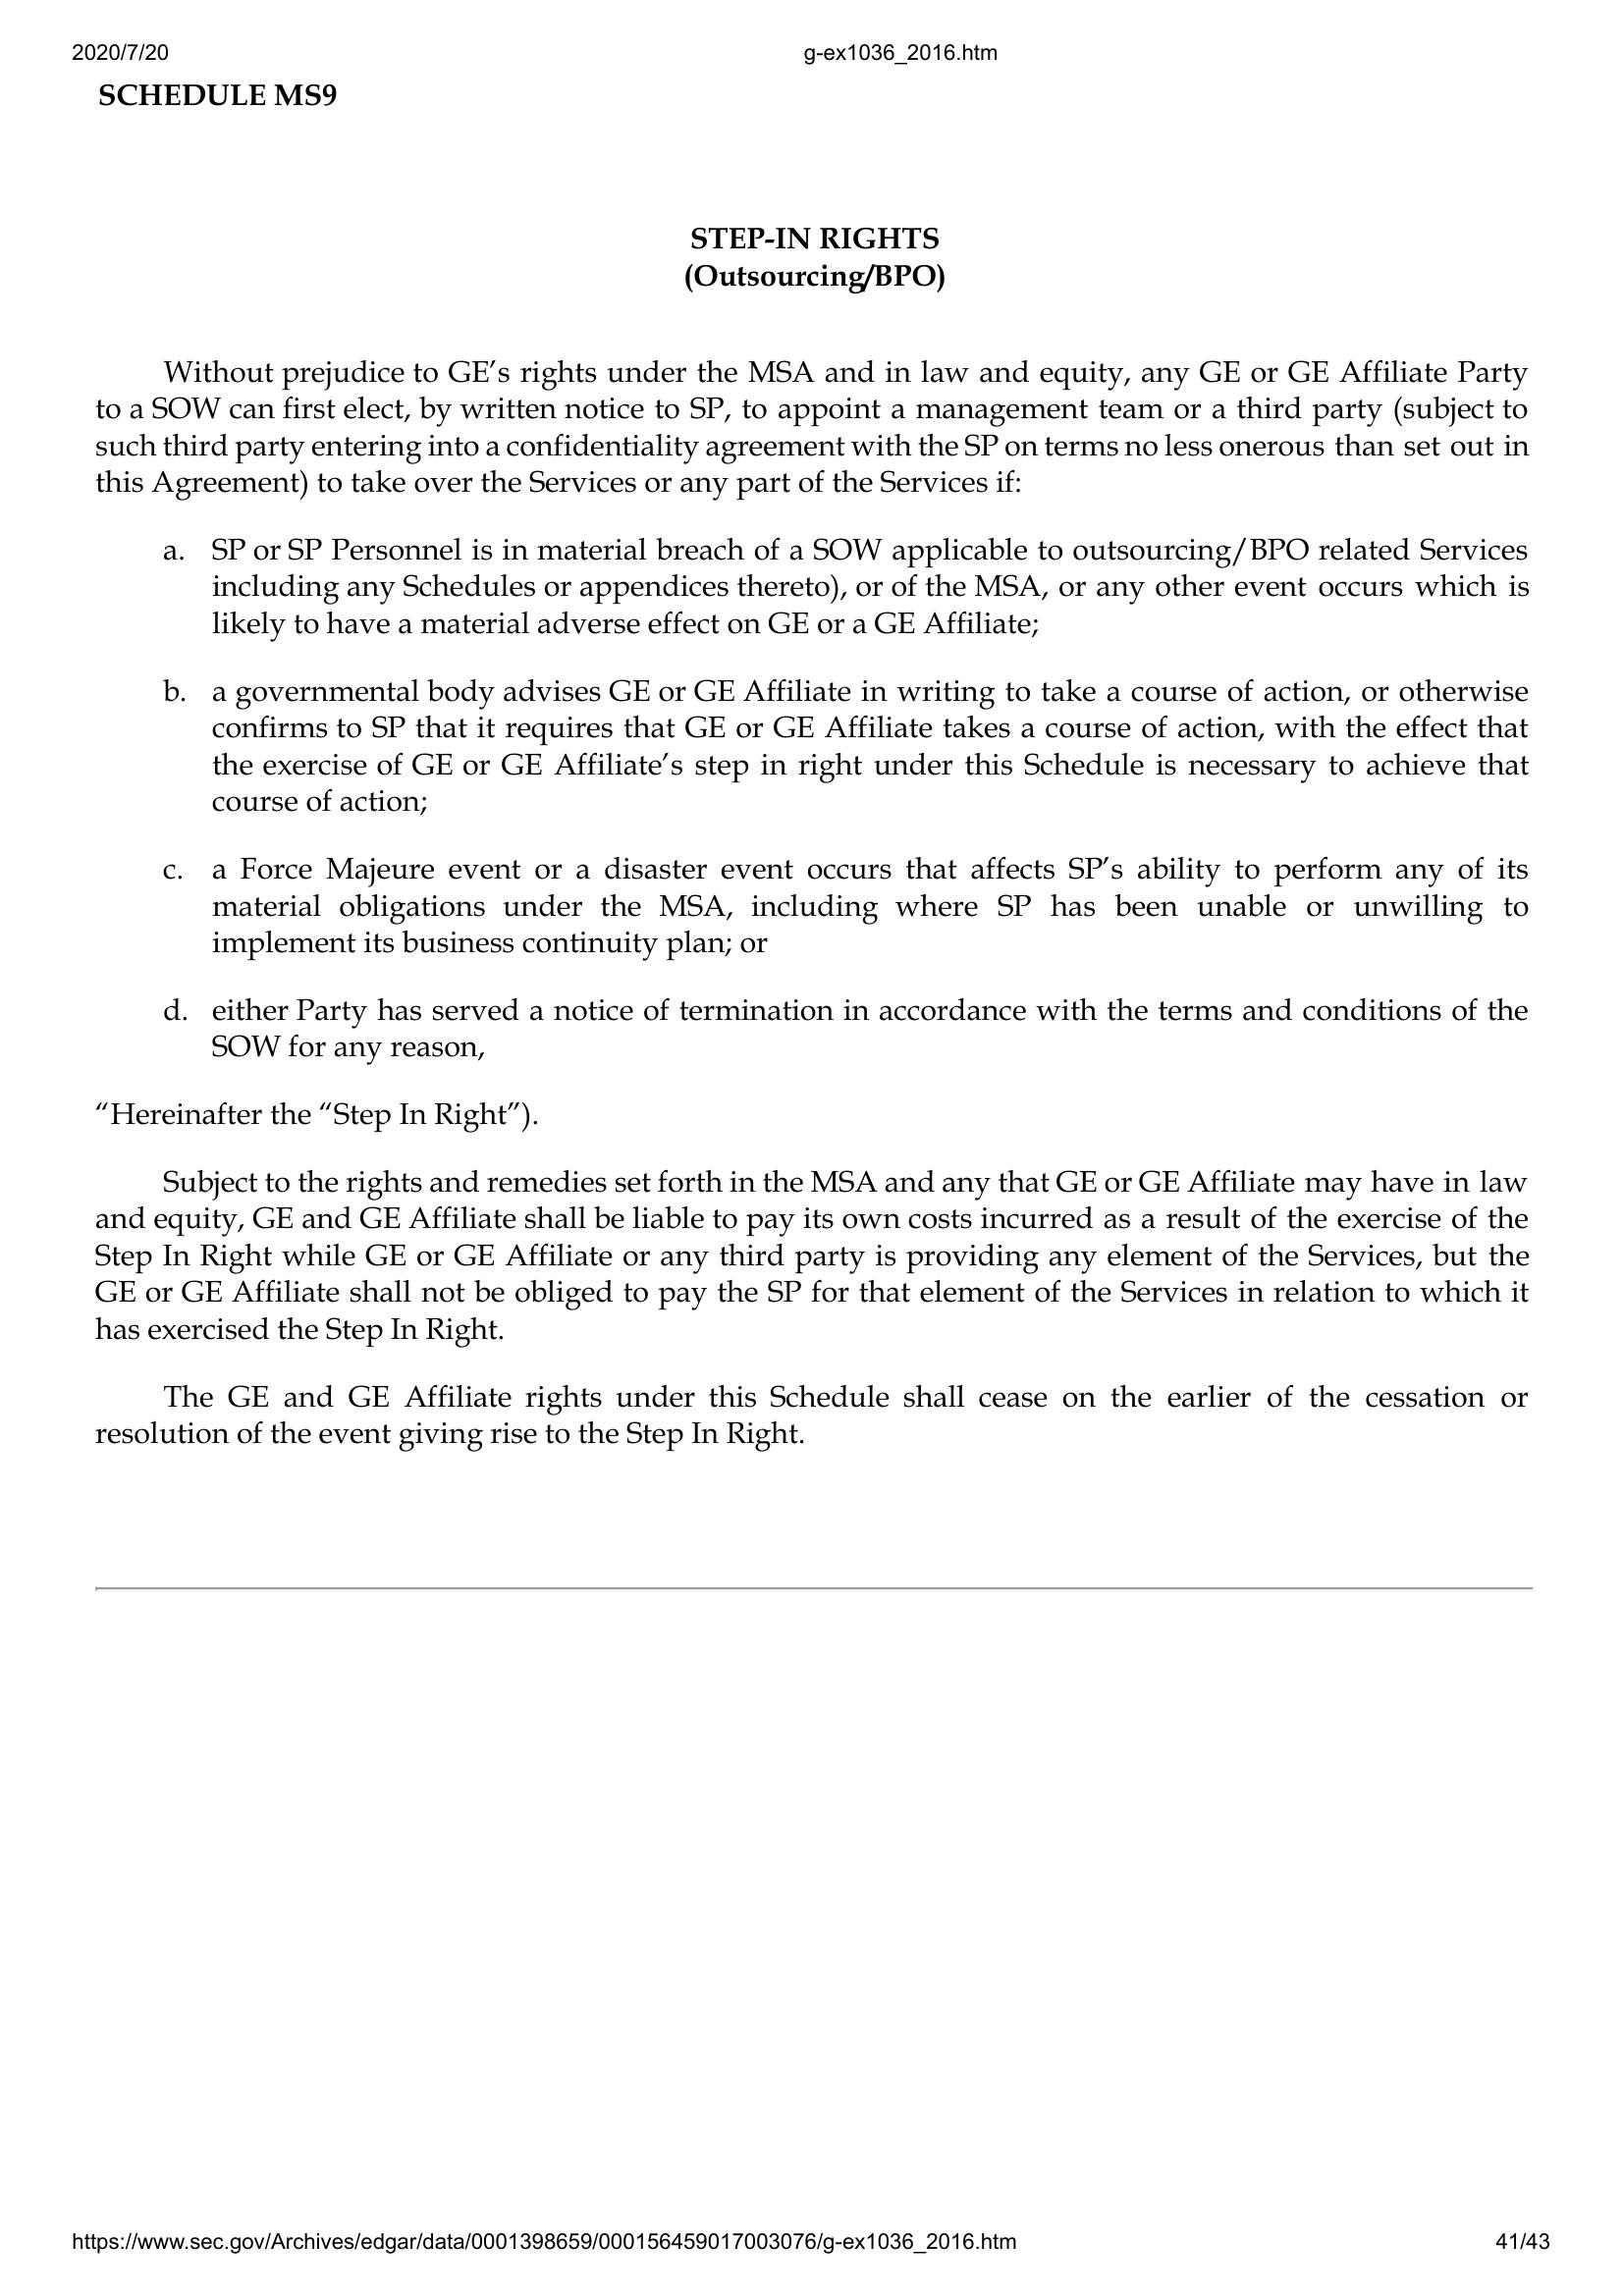 2020/7/20 g-ex1036_2016.htm
SCHEDULE MS9
STEP-IN RIGHTS
(Outsourcing/BPO)
Without prejudice to GE’s rights under the MSA and in law and equity, any GE or GE Affiliate Party
to a SOW can first elect, by written notice to SP, to appoint a management team or a third party (subject to
such third party entering into a confidentiality agreement with the SP on terms no less onerous than set out in
this Agreement) to take over the Services or any part of the Services if:
a. SP or SP Personnel is in material breach of a SOW applicable to outsourcing/BPO related Services
including any Schedules or appendices thereto), or of the MSA, or any other event occurs which is
likely to have a material adverse effect on GE or a GE Affiliate;
b. a governmental body advises GE or GE Affiliate in writing to take a course of action, or otherwise
confirms to SP that it requires that GE or GE Affiliate takes a course of action, with the effect that
the exercise of GE or GE Affiliate’s step in right under this Schedule is necessary to achieve that
course of action;
c. a Force Majeure event or a disaster event occurs that affects SP’s ability to perform any of its
material obligations under the MSA, including where SP has been unable or unwilling to
implement its business continuity plan; or
d. either Party has served a notice of termination in accordance with the terms and conditions of the
SOW for any reason,
“Hereinafter the “Step In Right”).
Subject to the rights and remedies set forth in the MSA and any that GE or GE Affiliate may have in law
and equity, GE and GE Affiliate shall be liable to pay its own costs incurred as a result of the exercise of the
Step In Right while GE or GE Affiliate or any third party is providing any element of the Services, but the
GE or GE Affiliate shall not be obliged to pay the SP for that element of the Services in relation to which it
has exercised the Step In Right.
The GE and GE Affiliate rights under this Schedule shall cease on the earlier of the cessation or
resolution of the event giving rise to the Step In Right.
https://www.sec.gov/Archives/edgar/data/0001398659/000156459017003076/g-ex1036_2016.htm 41/43